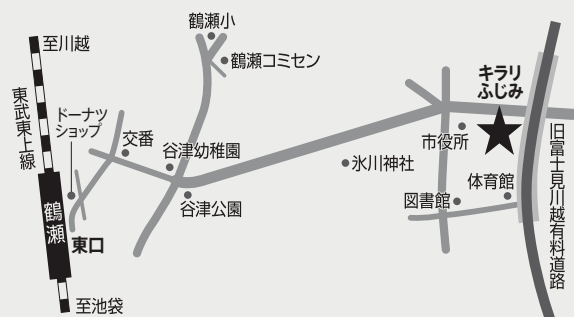 鶴瀬小
至川越
鶴瀬コミセン
東武東上線
ドーナツ
ショップ
交番
谷津幼稚園
キラリ
ふじみ
市役所
氷川神社
体育館
図書館
谷津公園
鶴瀬
東口
旧富士見川越有料道路
至池袋